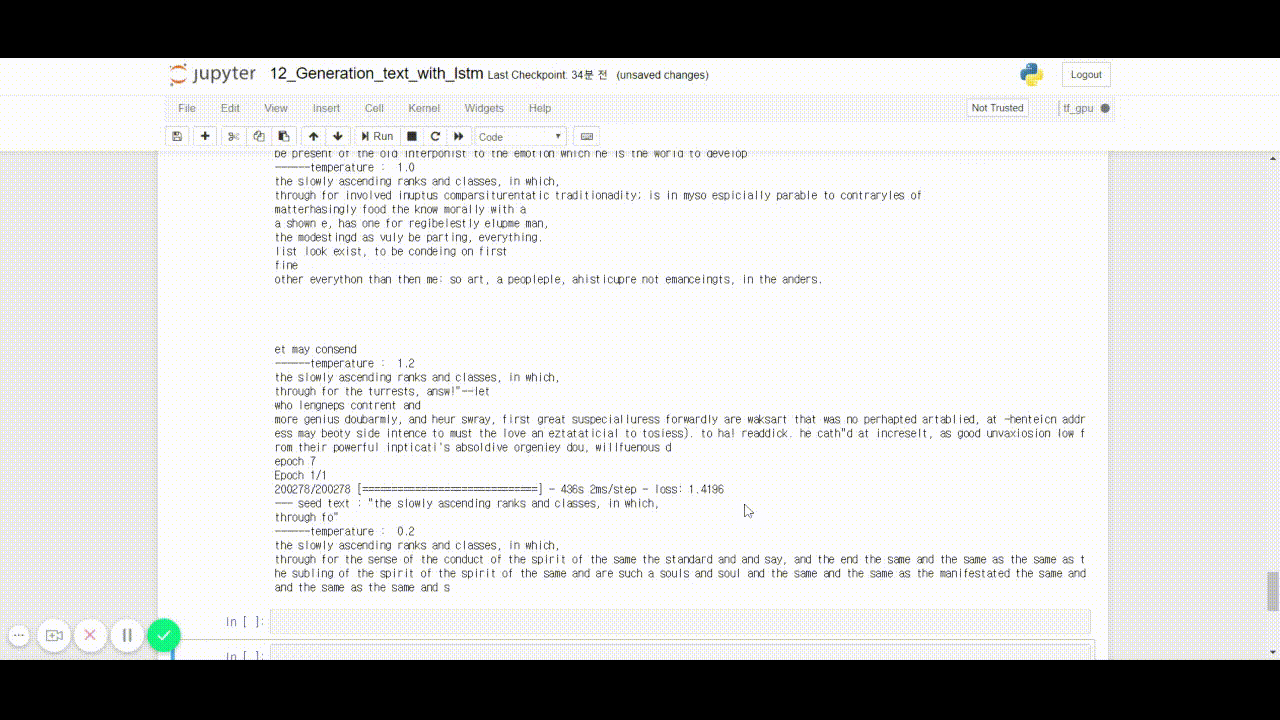 jupyter 12_Generation_text_with_lstm Last Checkpoint: 34분 전 (unsaved changes) Logout
File Edit View Insert Cell Kernel Widgets Help Not Trusted tf_gpu
Run Code
be present of the old interponist to the emotion which he is the world to develop
------temperature : 1.0
the slowly ascending ranks and classes, in which,
through for involved inuptus comparsiturentatic traditionadity; is in myso espicially parable to contraryles of
matterhasingly food the know morally with a
a shown e, has one for regibelestly elupme man,
the modestingd as vuly be parting, everything.
list look exist, to be condeing on first
fine
other everython than then me: so art, a peopleple, ahisticupre not emanceingts, in the anders.
et may consend
------temperature : 1.2
the slowly ascending ranks and classes, in which,
through for the turrests, answ!"--let
who lengneps contrent and
more genius doubarmly, and heur swray, first great suspecialluress forwardly are waksart that was no perhapted artablied, at -henteicn addr
ess may beoty side intence to must the love an eztataticial to tosiess). to ha! readdick. he cath"d at increselt, as good unvaxiosion low f
rom their powerful inpticati's absoldive orgeniey dou, willfuenous d
epoch 7
Epoch 1/1
200278/200278 [==============================] - 436s 2ms/step - loss: 1.4196
--- seed text : "the slowly ascending ranks and classes, in which,
through fo"
------temperature : 0.2
the slowly ascending ranks and classes, in which,
through for the sense of the conduct of the spirit of the same the standard and and say, and the end the same and the same as the same as t
he subling of the spirit of the spirit of the same and are such a souls and soul and the same and the same as the manifestated the same and
and the same as the same and s
In [ ]:
In [ ]: